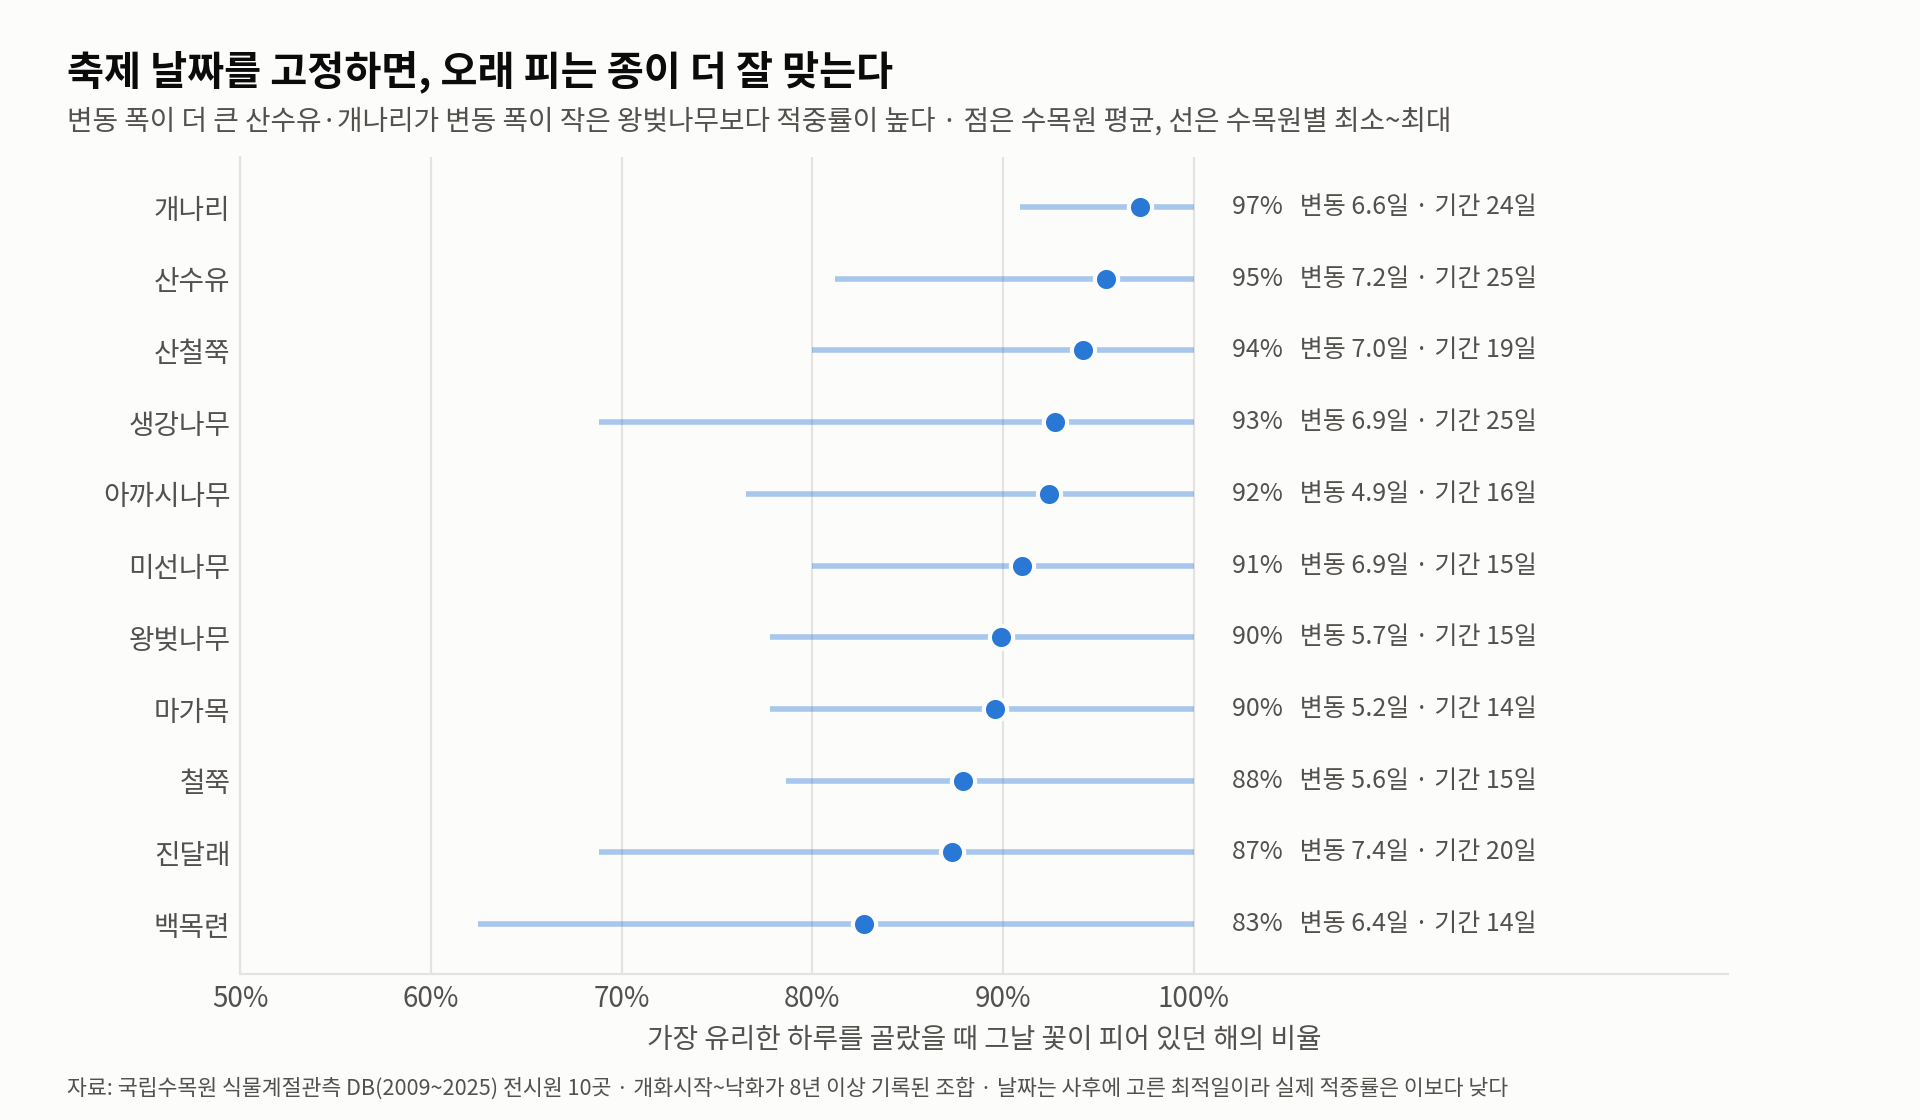 축제 날짜를 고정하면, 오래 피는 종이 더 잘 맞는다
변동 폭이 더 큰 산수유·개나리가 변동 폭이 작은 왕벚나무보다 적중률이 높다 · 점은 수목원 평균, 선은 수목원별 최소~최대
개나리 97% 변동 6.6일 · 기간 24일
산수유 95% 변동 7.2일 · 기간 25일
산철쭉 94% 변동 7.0일 · 기간 19일
생강나무 93% 변동 6.9일 · 기간 25일
아까시나무 92% 변동 4.9일 · 기간 16일
미선나무 91% 변동 6.9일 · 기간 15일
왕벚나무 90% 변동 5.7일 · 기간 15일
마가목 90% 변동 5.2일 · 기간 14일
철쭉 88% 변동 5.6일 · 기간 15일
진달래 87% 변동 7.4일 · 기간 20일
백목련 83% 변동 6.4일 · 기간 14일
50% 60% 70% 80% 90% 100%
가장 유리한 하루를 골랐을 때 그날 꽃이 피어 있던 해의 비율
자료: 국립수목원 식물계절관측 DB(2009~2025) 전시원 10곳 · 개화시작~낙화가 8년 이상 기록된 조합 · 날짜는 사후에 고른 최적일이라 실제 적중률은 이보다 낮다